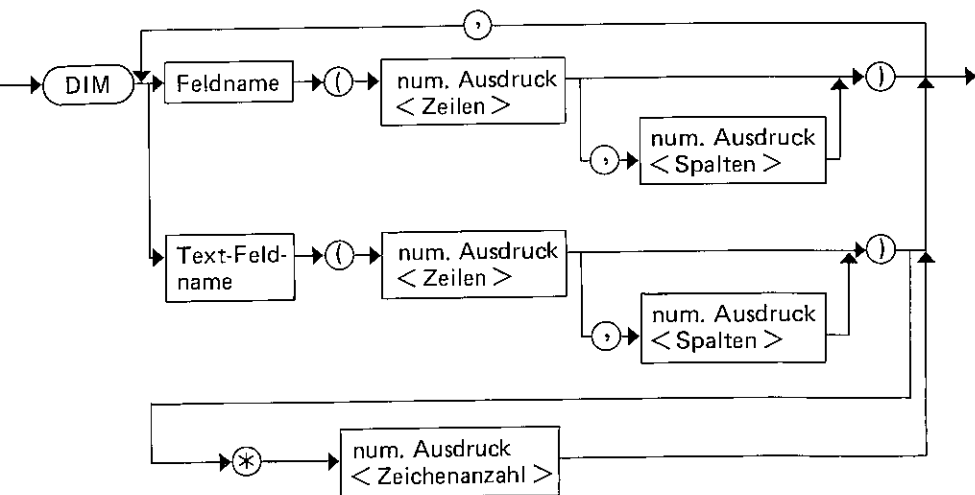 ,
DIM
Feldname
(
num. Ausdruck
< Zeilen >
)
,
num. Ausdruck
< Spalten >
Text-Feld-
name
(
num. Ausdruck
< Zeilen >
)
,
num. Ausdruck
< Spalten >
*
num. Ausdruck
< Zeichenanzahl >